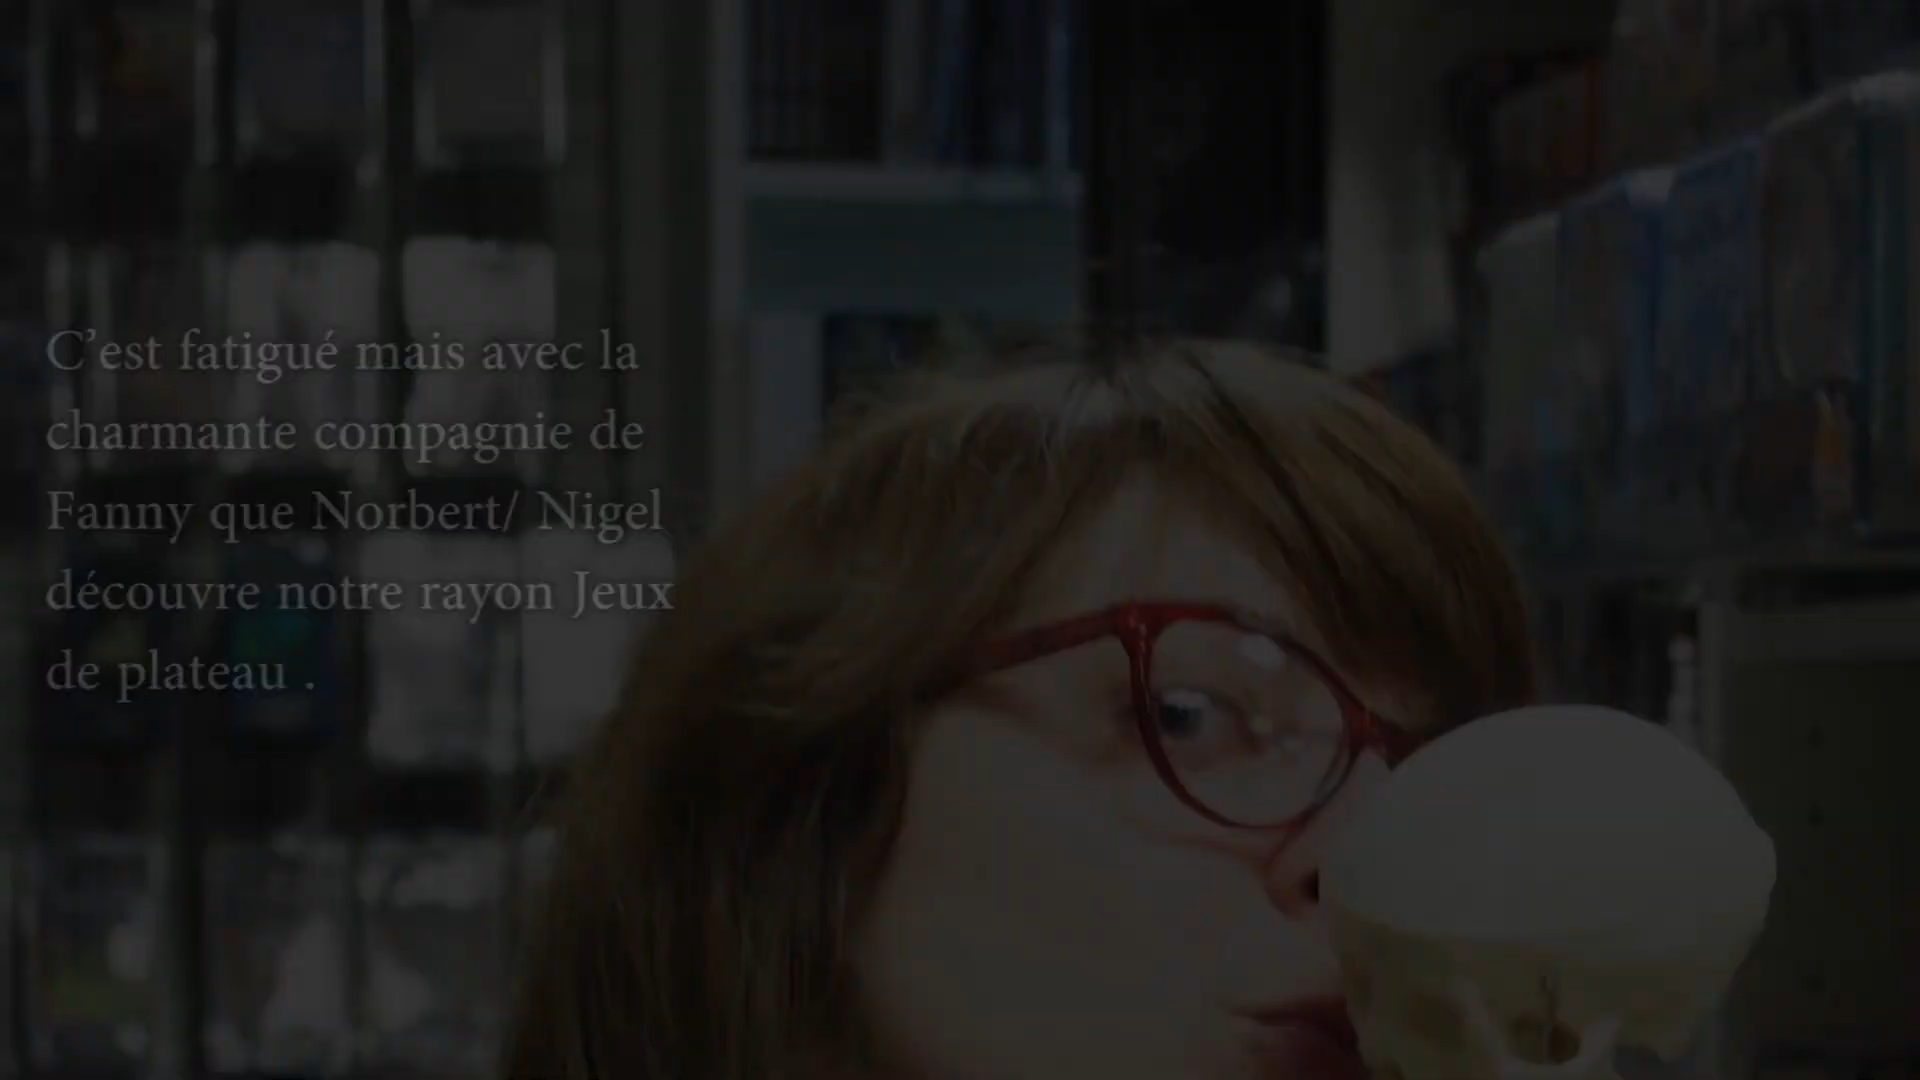 C’est fatigué mais avec la
charmante compagnie de
Fanny que Norbert/ Nigel
découvre notre rayon Jeux
de plateau .